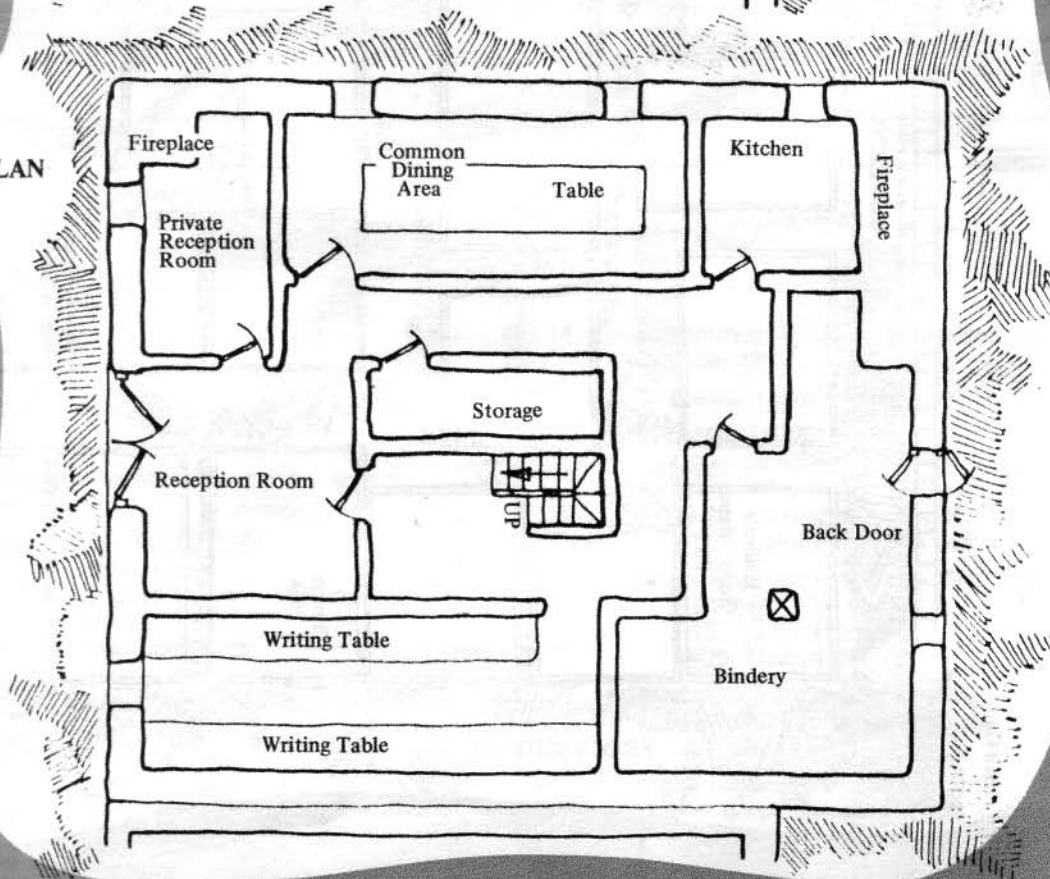 LAN
Fireplace
Common
Dining
Area
Table
Kitchen
Fireplace
Private
Reception
Room
Storage
Reception Room
UP
Back Door
Writing Table
Bindery
Writing Table